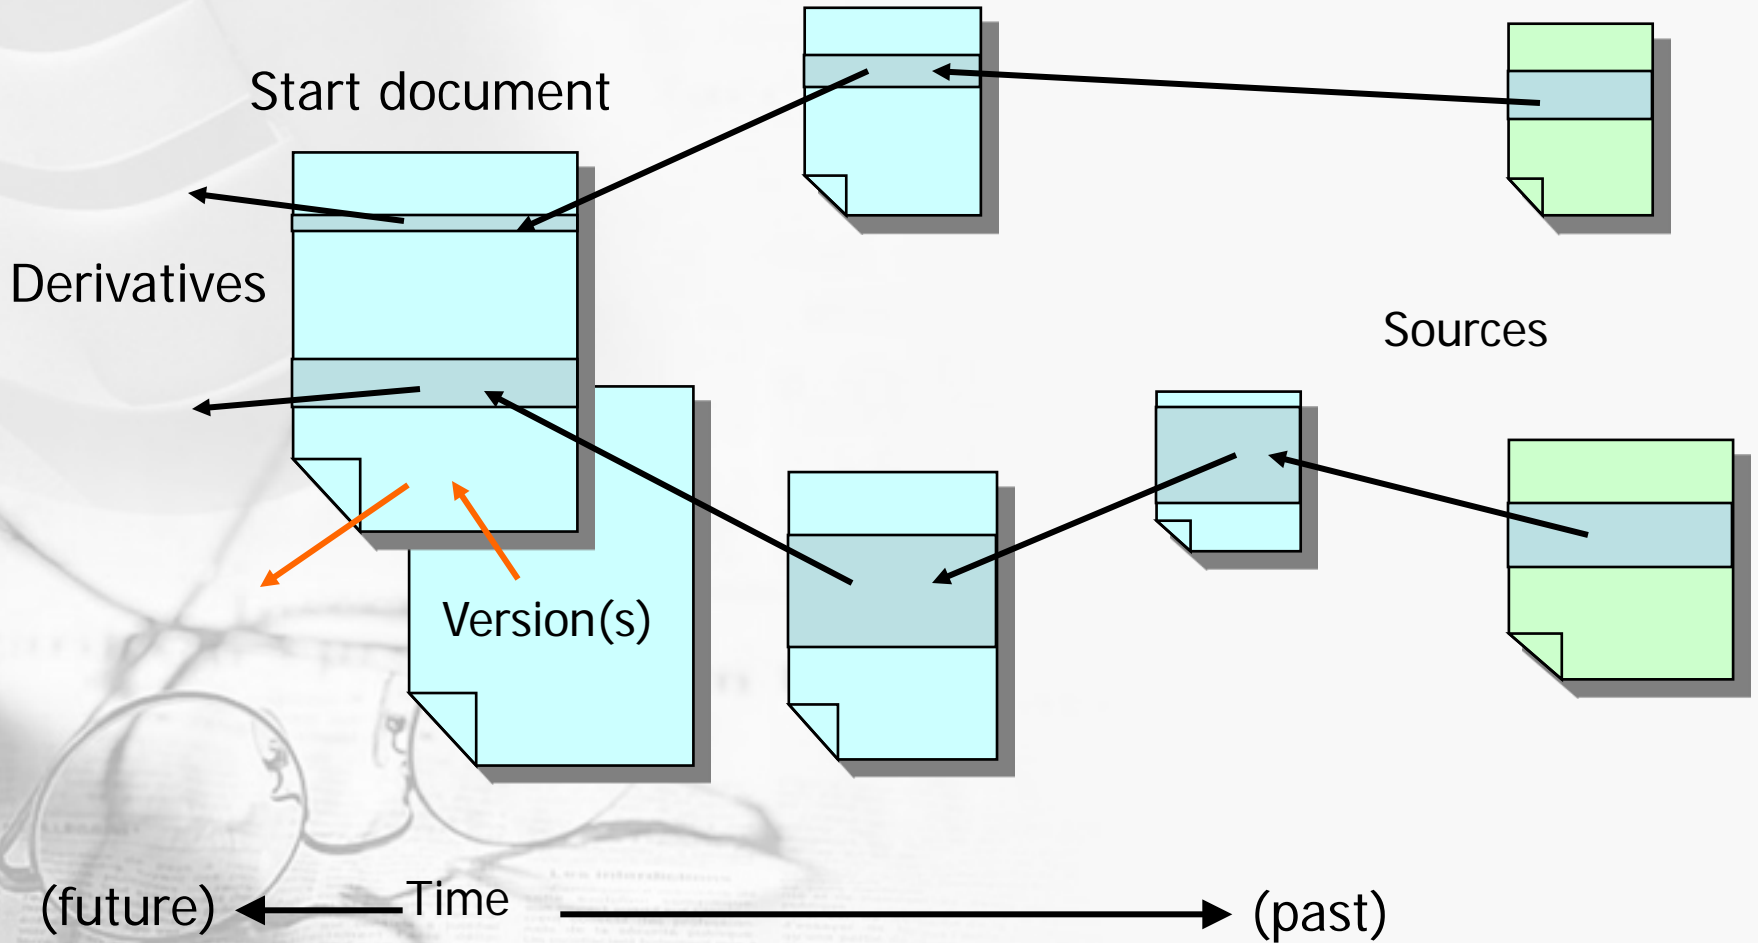 Start document
Derivatives
Sources
Version(s)
(future)
Time
(past)